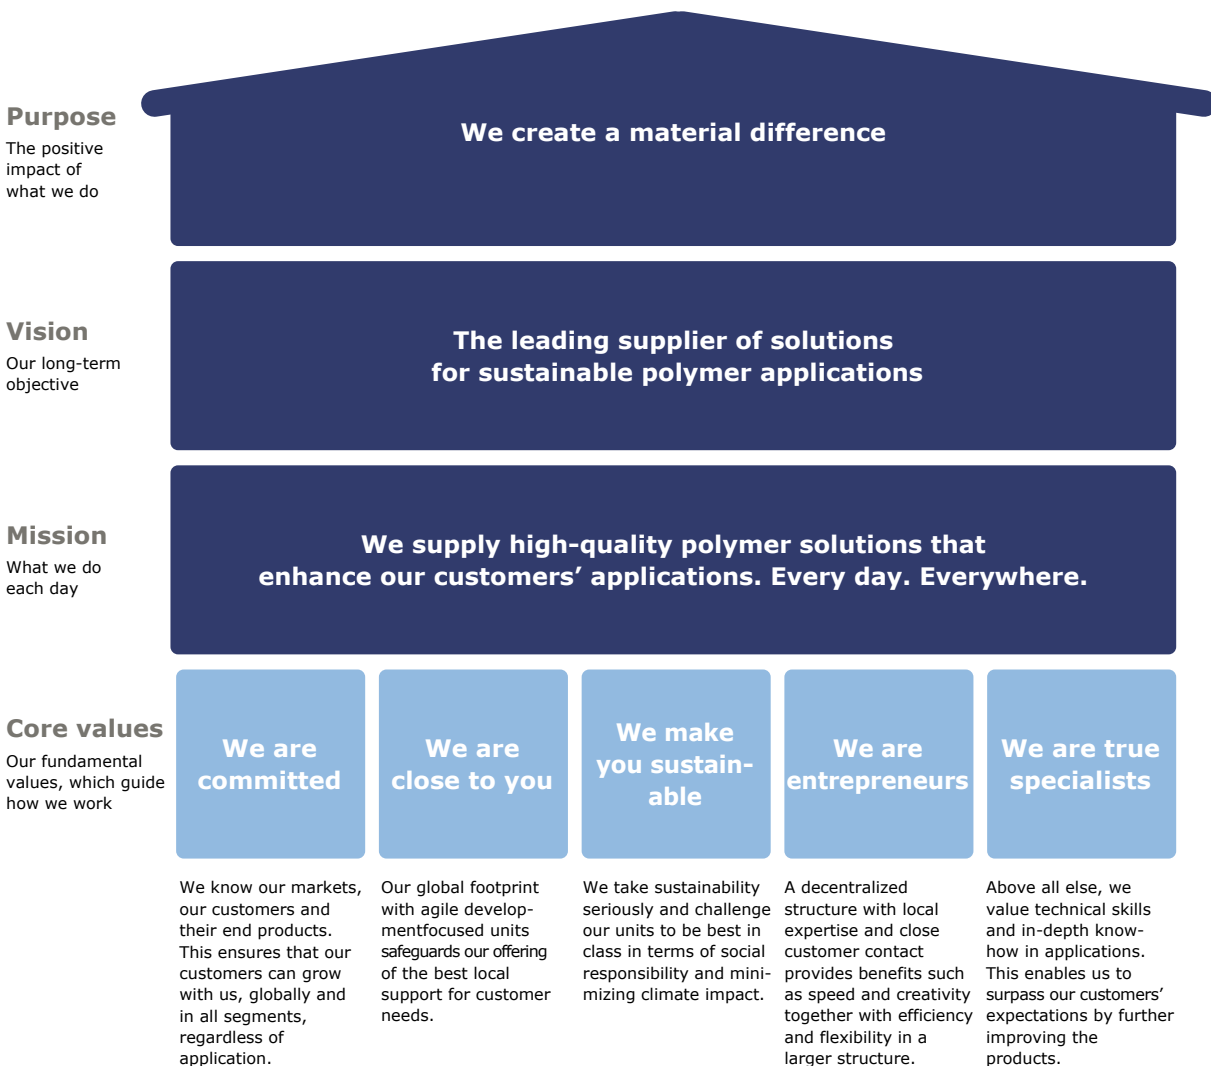 Purpose
The positive
impact of
what we do
We create a material difference
Vision
Our long-term
objective
The leading supplier of solutions
for sustainable polymer applications
Mission
What we do
each day
We supply high-quality polymer solutions that
enhance our customers’ applications. Every day. Everywhere.
Core values
Our fundamental
values, which guide
how we work
We are
committed
We are
close to you
We make
you sustain-
able
We are
entrepreneurs
We are true
specialists
We know our markets,
our customers and
their end products.
This ensures that our
customers can grow
with us, globally and
in all segments,
regardless of
application.
Our global footprint
with agile develop-
mentfocused units
safeguards our offering
of the best local
support for customer
needs.
We take sustainability
seriously and challenge
our units to be best in
class in terms of social
responsibility and mini-
mizing climate impact.
A decentralized
structure with local
expertise and close
customer contact
provides benefits such
as speed and creativity
together with efficiency
and flexibility in a
larger structure.
Above all else, we
value technical skills
and in-depth know-
how in applications.
This enables us to
surpass our customers’
expectations by further
improving the
products.